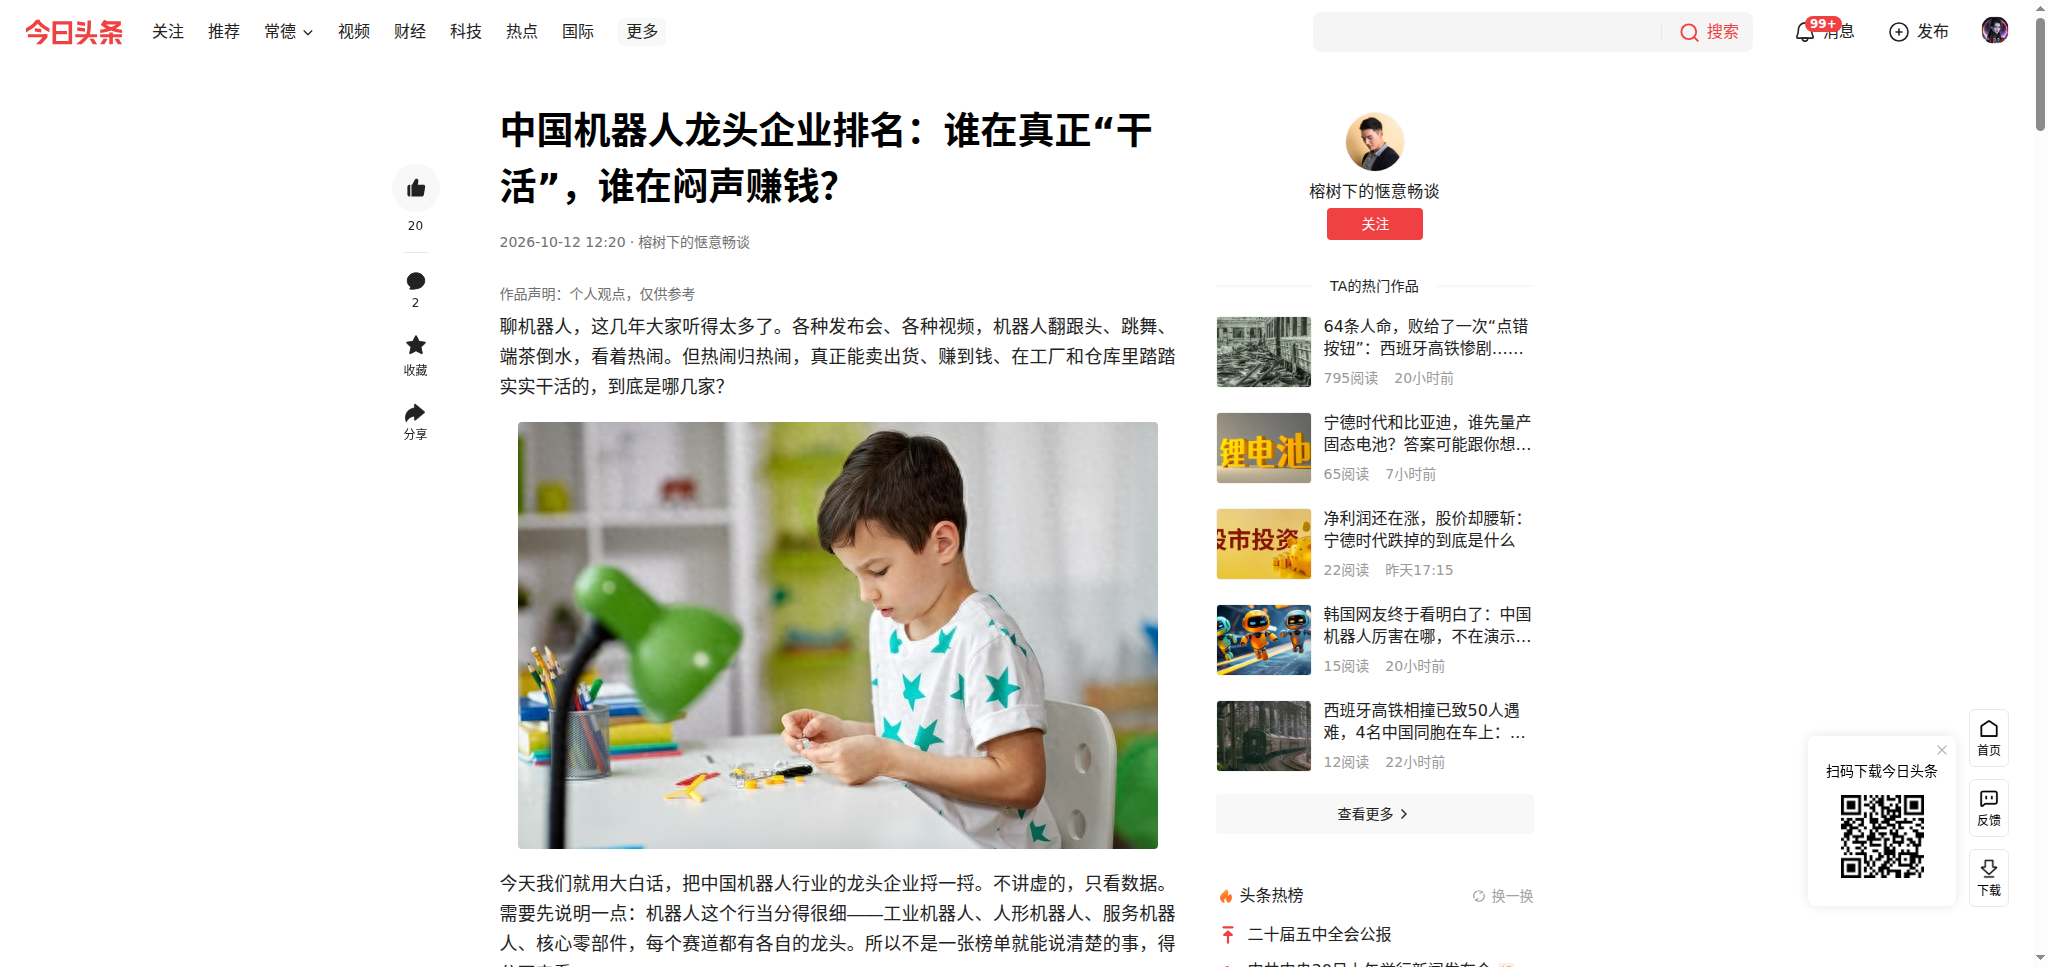 今日头条
关注 推荐 常德 视频 财经 科技 热点 国际 更多
搜索
99+
消息
发布
中国机器人龙头企业排名：谁在真正“干
活”，谁在闷声赚钱？
2026-10-12 12:20 · 榕树下的惬意畅谈
作品声明：个人观点，仅供参考
聊机器人，这几年大家听得太多了。各种发布会、各种视频，机器人翻跟头、跳舞、
端茶倒水，看着热闹。但热闹归热闹，真正能卖出货、赚到钱、在工厂和仓库里踏踏
实实干活的，到底是哪几家？
今天我们就用大白话，把中国机器人行业的龙头企业捋一捋。不讲虚的，只看数据。
需要先说明一点：机器人这个行当分得很细——工业机器人、人形机器人、服务机器
人、核心零部件，每个赛道都有各自的龙头。所以不是一张榜单就能说清楚的事，得
20
2
收藏
分享
榕树下的惬意畅谈
关注
TA的热门作品
64条人命，败给了一次“点错
按钮”：西班牙高铁惨剧……
795阅读 20小时前
锂电池
宁德时代和比亚迪，谁先量产
固态电池？答案可能跟你想…
65阅读 7小时前
股市投资
净利润还在涨，股价却腰斩：
宁德时代跌掉的到底是什么
22阅读 昨天17:15
韩国网友终于看明白了：中国
机器人厉害在哪，不在演示…
15阅读 20小时前
西班牙高铁相撞已致50人遇
难，4名中国同胞在车上：…
12阅读 22小时前
查看更多
头条热榜
换一换
二十届五中全会公报
扫码下载今日头条
首页
反馈
下载